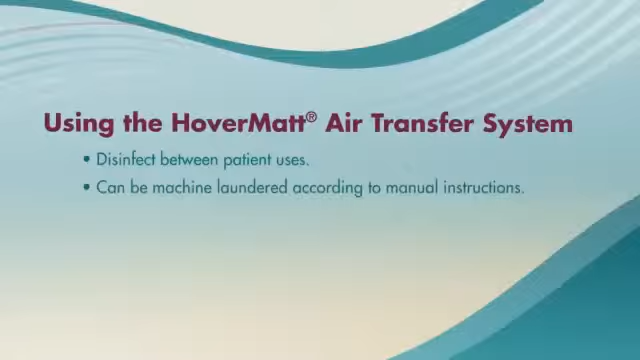 Using the HoverMatt® Air Transfer System
• Disinfect between patient uses.
• Can be machine laundered according to manual instructions.